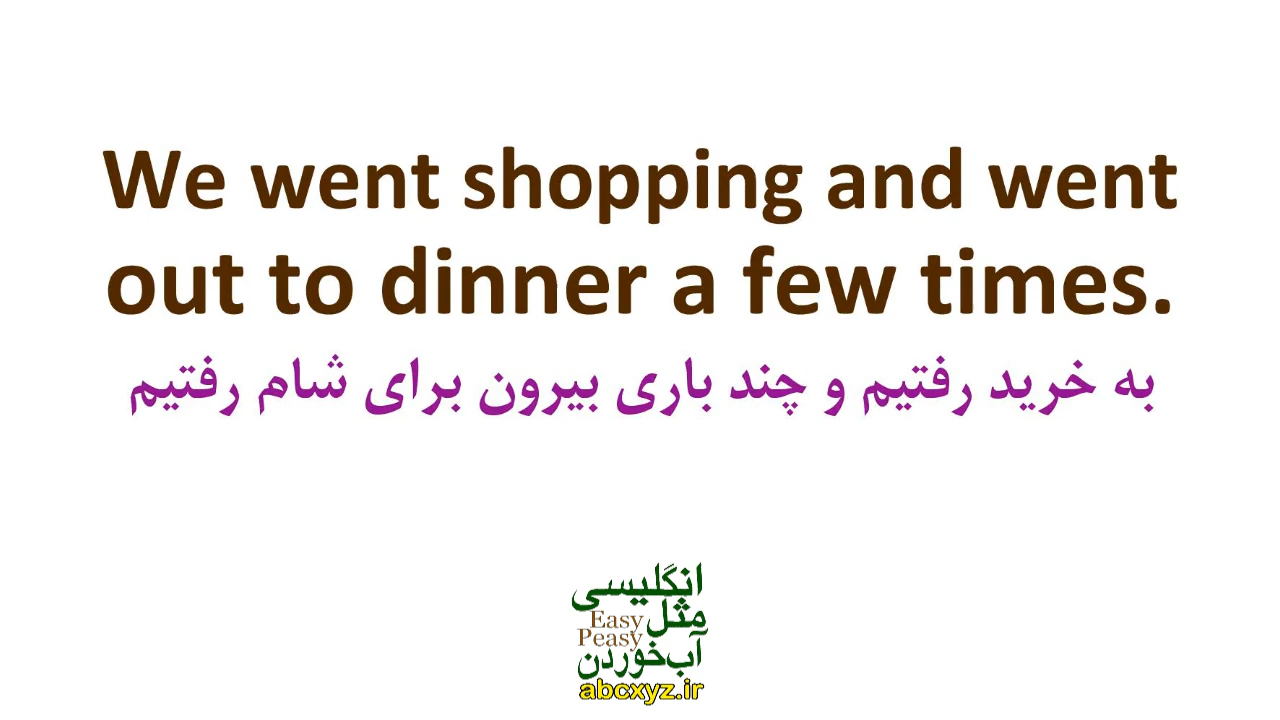 We went shopping and went
out to dinner a few times.
به خرید رفتیم و چند باری بیرون برای شام رفتیم
انگلیسی
مثل
Easy
Peasy
آب‌خوردن
abcxyz.ir